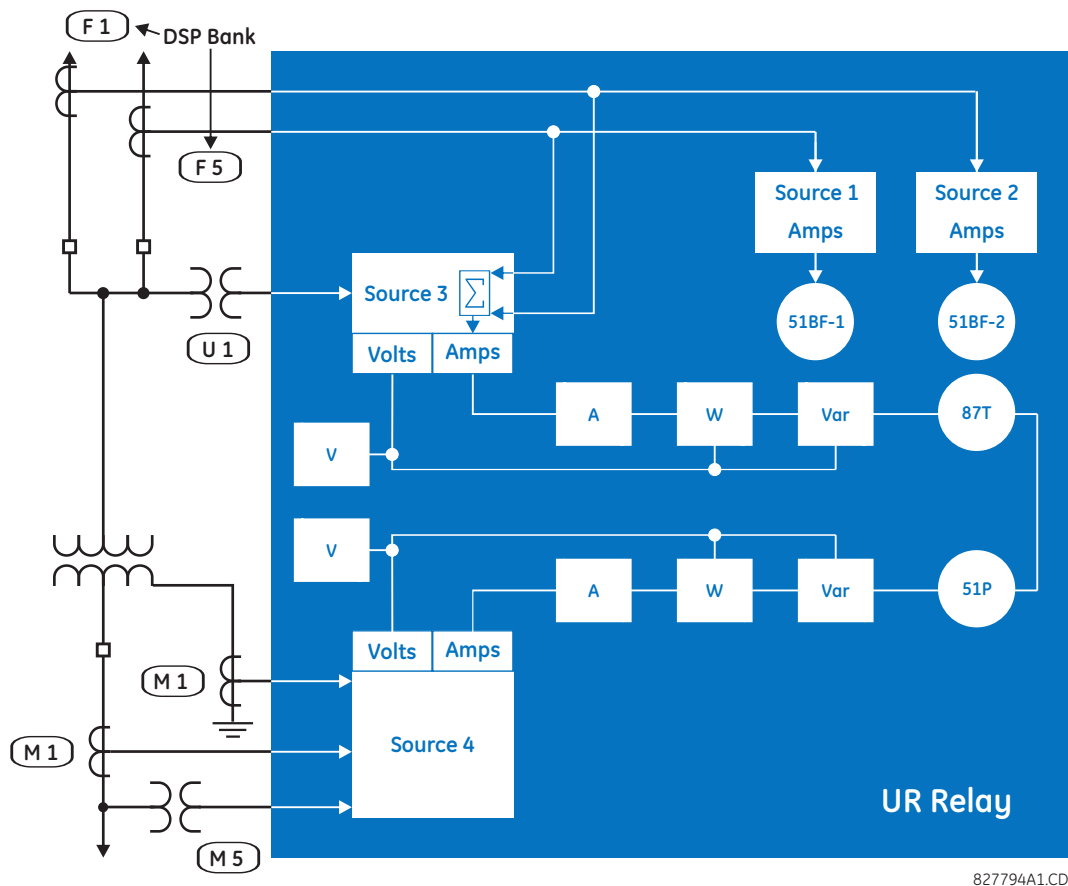 F 1
DSP Bank
F 5
Source 1
Amps
Source 2
Amps
Source 3
Σ
U 1
Volts
Amps
51BF-1
51BF-2
A
W
Var
87T
V
V
A
W
Var
51P
Volts
Amps
M 1
Source 4
M 1
M 5
UR Relay
827794A1.CD